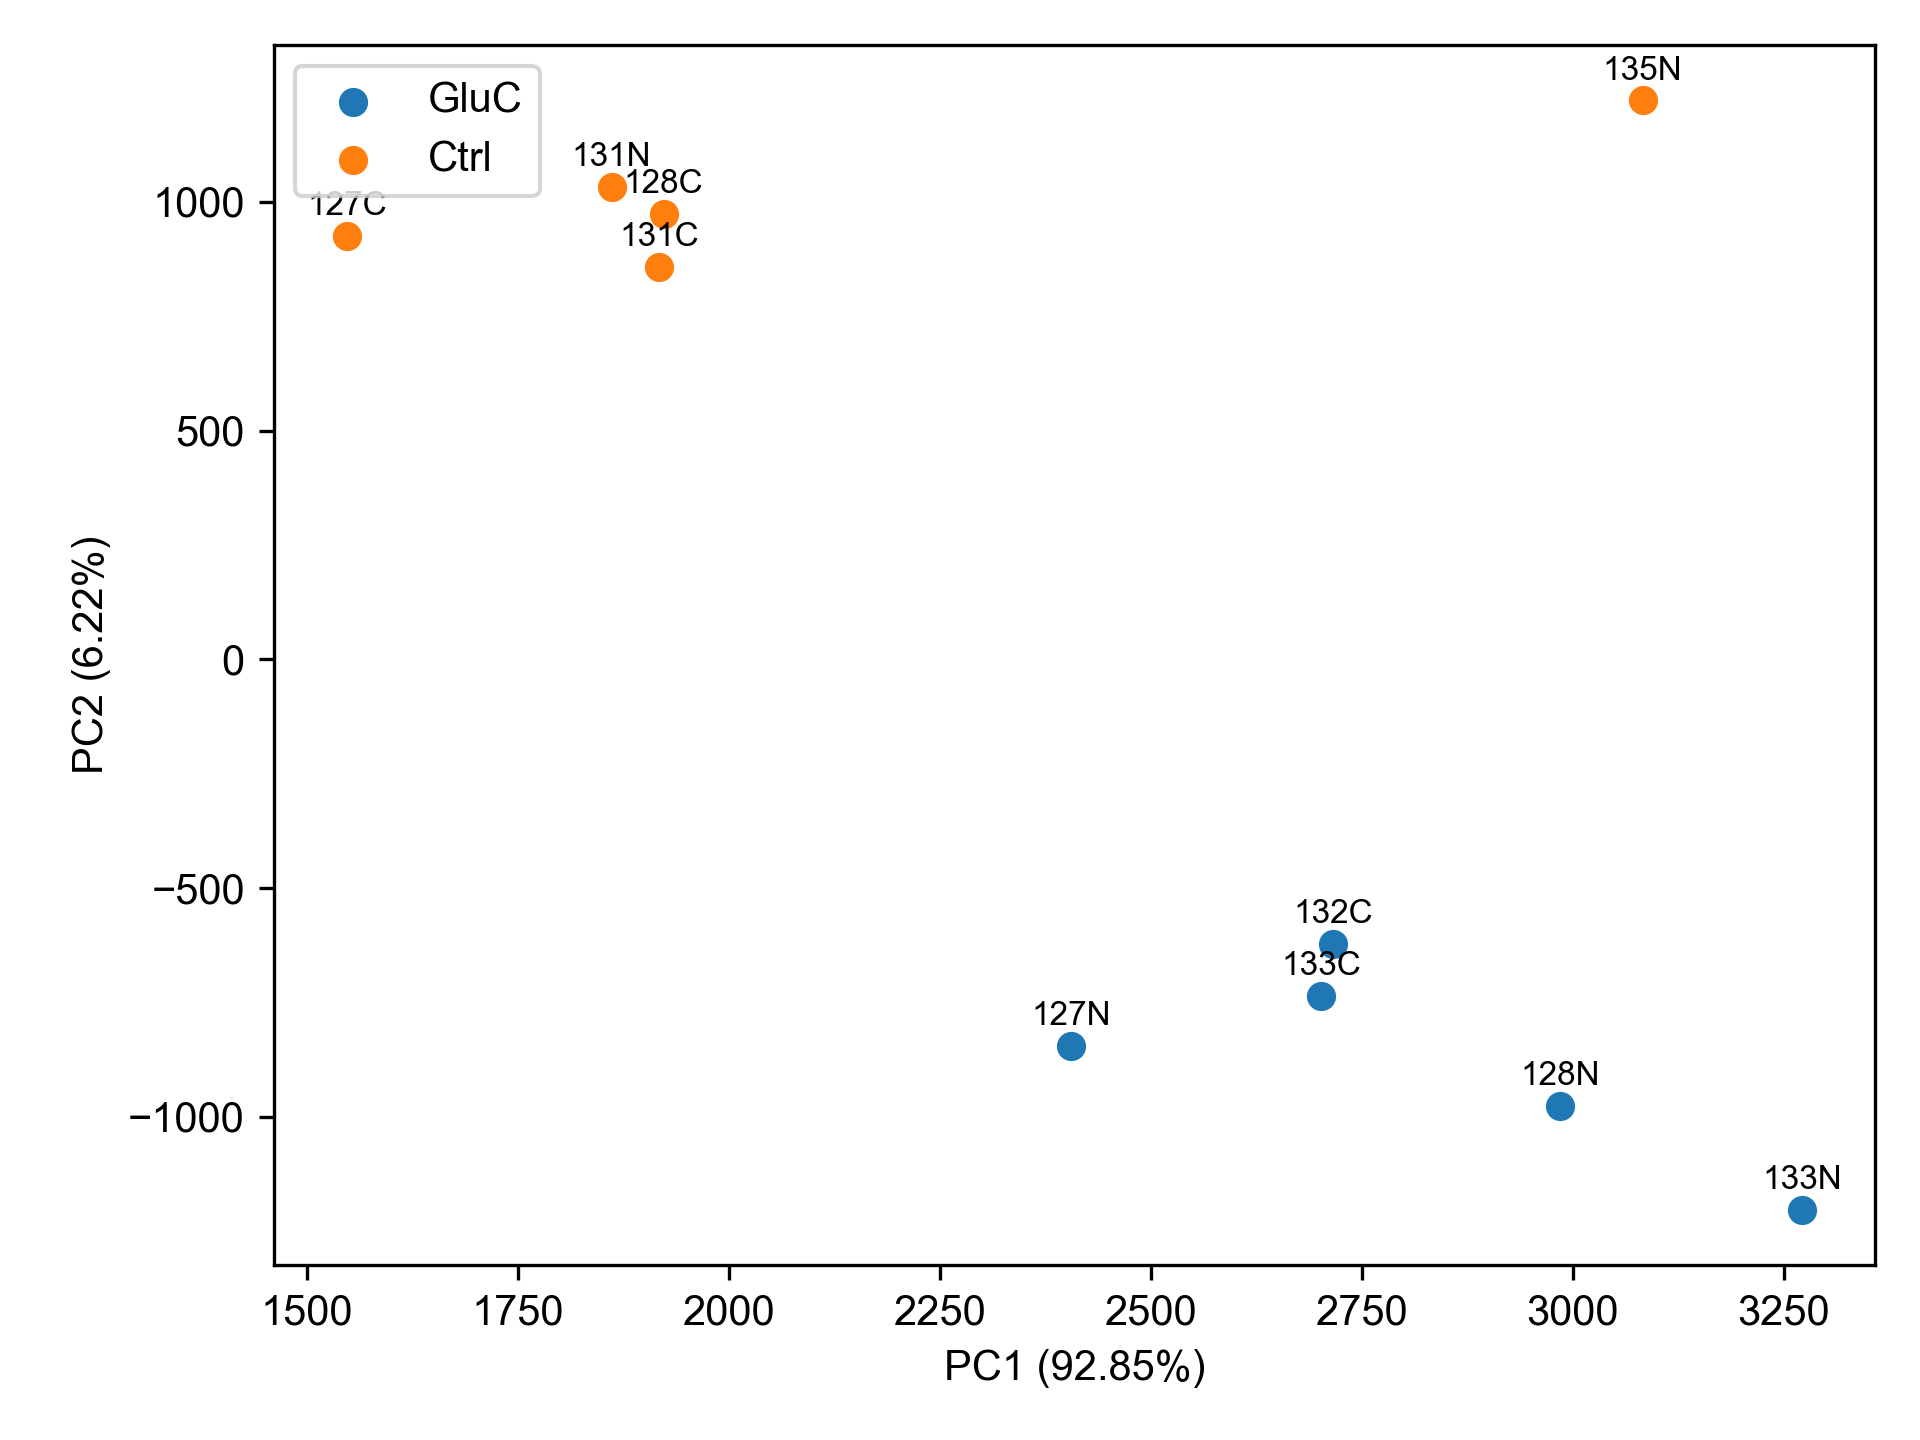 GluC
Ctrl
135N
131N
128C
127C
131C
132C
133C
127N
128N
133N
1000
500
0
−500
−1000
1500
1750
2000
2250
2500
2750
3000
3250
PC1 (92.85%)
PC2 (6.22%)